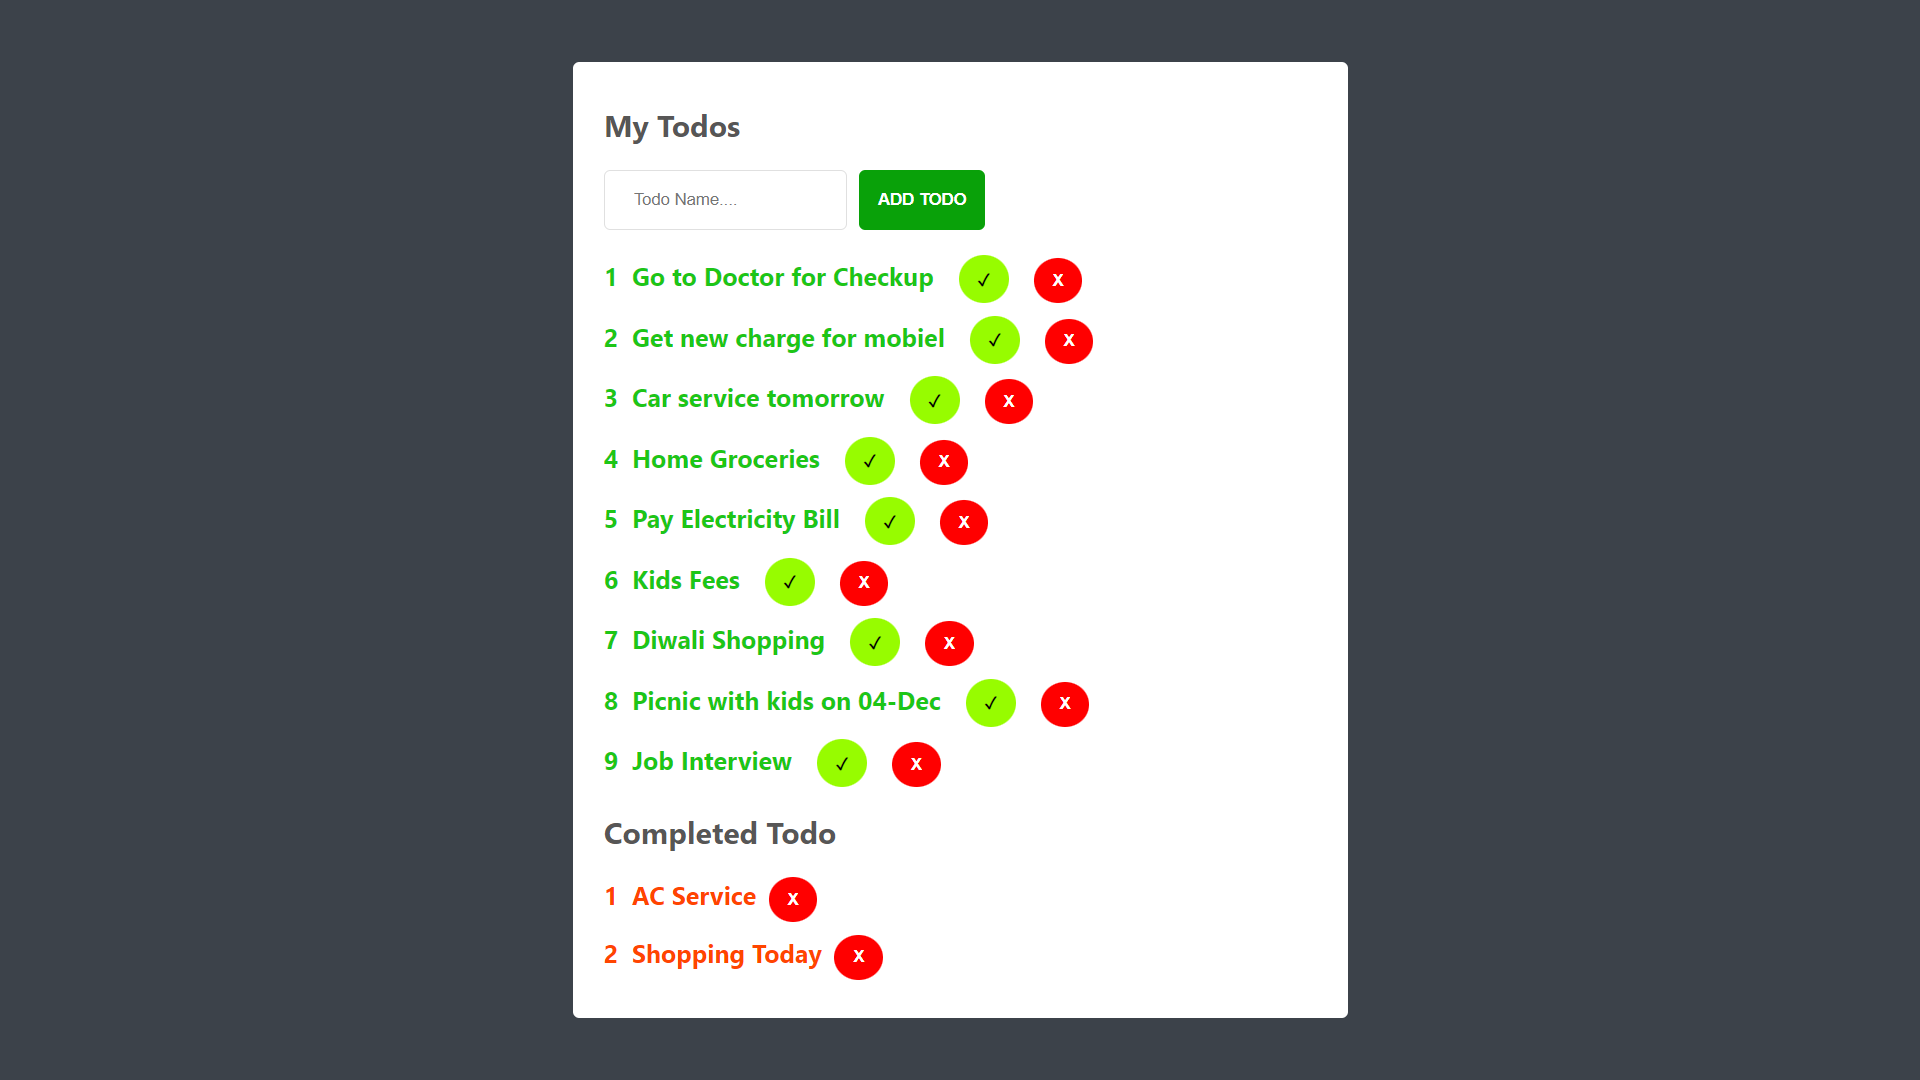 My Todos
Todo Name.... ADD TODO
1 Go to Doctor for Checkup ✓ X
2 Get new charge for mobiel ✓ X
3 Car service tomorrow ✓ X
4 Home Groceries ✓ X
5 Pay Electricity Bill ✓ X
6 Kids Fees ✓ X
7 Diwali Shopping ✓ X
8 Picnic with kids on 04-Dec ✓ X
9 Job Interview ✓ X
Completed Todo
1 AC Service X
2 Shopping Today X